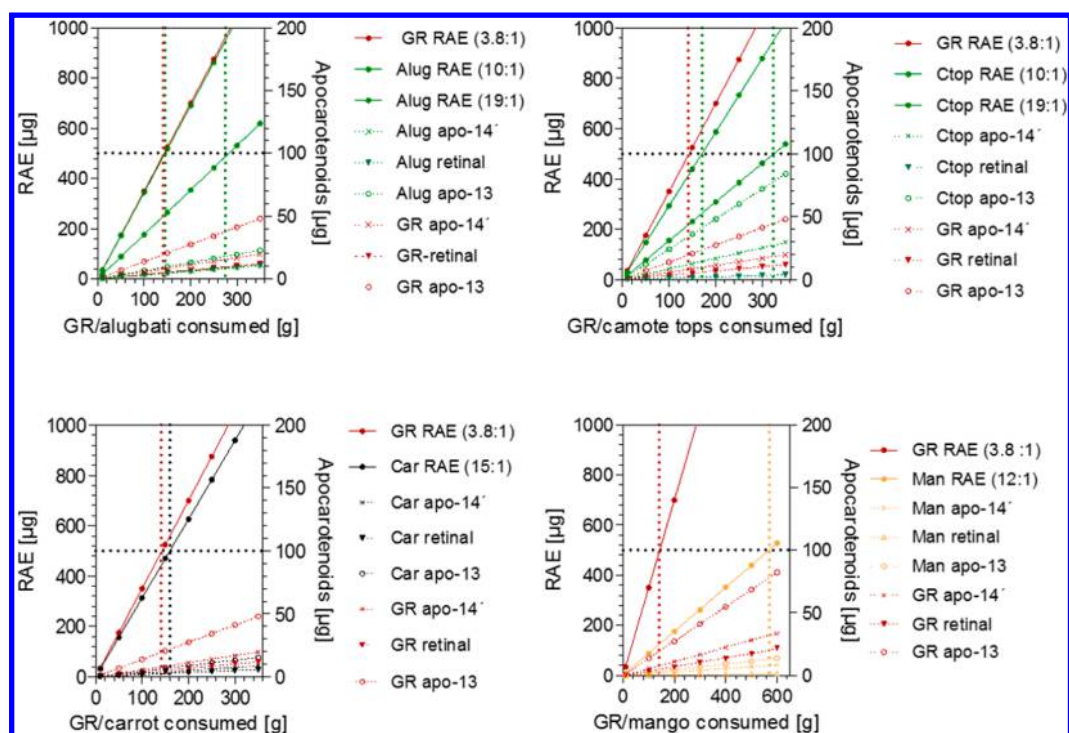 RAE [µg]
1000
800
600
400
200
0
0 100 200 300
200
150
100
50
0
Apocarotenoids [µg]
GR/alugbati consumed [g]
GR RAE (3.8:1)
Alug RAE (10:1)
Alug RAE (19:1)
Alug apo-14´
Alug retinal
Alug apo-13
GR apo-14´
GR-retinal
GR apo-13
RAE [µg]
1000
800
600
400
200
0
0 100 200 300
200
150
100
50
0
Apocarotenoids [µg]
GR/camote tops consumed [g]
GR RAE (3.8:1)
Ctop RAE (10:1)
Ctop RAE (19:1)
Ctop apo-14´
Ctop retinal
Ctop apo-13
GR apo-14´
GR retinal
GR apo-13
RAE [µg]
1000
800
600
400
200
0
0 100 200 300
200
150
100
50
0
Apocarotenoids [µg]
GR/carrot consumed [g]
GR RAE (3.8:1)
Car RAE (15:1)
Car apo-14´
Car retinal
Car apo-13
GR apo-14´
GR retinal
GR apo-13
RAE [µg]
1000
800
600
400
200
0
0 200 400 600
200
150
100
50
0
Apocarotenoids [µg]
GR/mango consumed [g]
GR RAE (3.8 :1)
Man RAE (12:1)
Man apo-14´
Man retinal
Man apo-13
GR apo-14´
GR retinal
GR apo-13